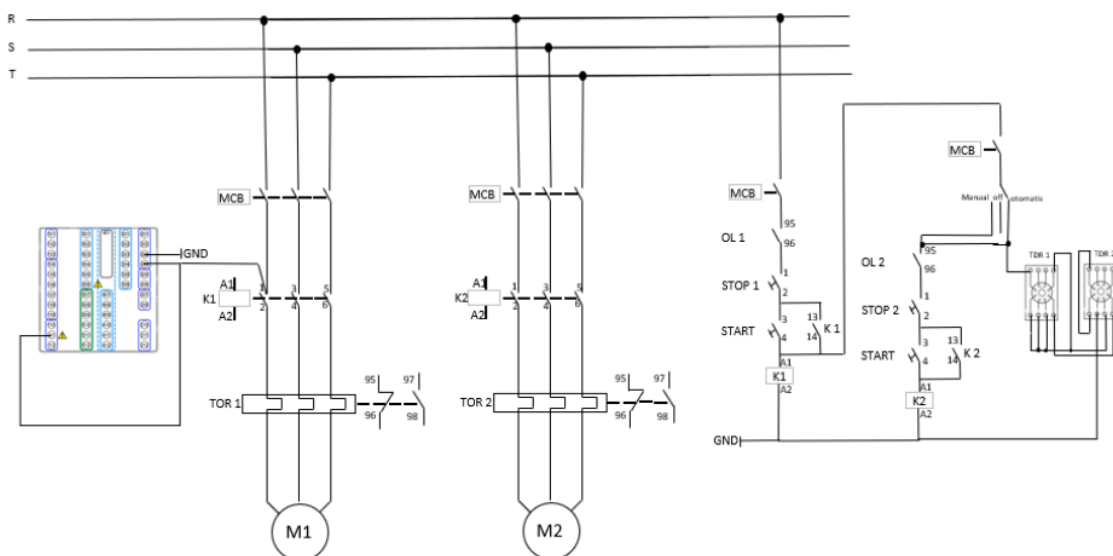 R
S
T
MCB
MCB
MCB
MCB
Manual off otomatis
GND
A1
K1
A2
1
3
5
2
4
6
A1
K2
A2
1
3
5
2
4
6
OL 1
95
96
STOP 1
1
2
START
3
4
13
14
K 1
A1
K1
A2
OL 2
95
96
STOP 2
1
2
START
3
4
13
14
K 2
A1
K2
A2
TDR 1
TDR 2
TOR 1
95
97
96
98
TOR 2
95
97
96
98
GND
M1
M2